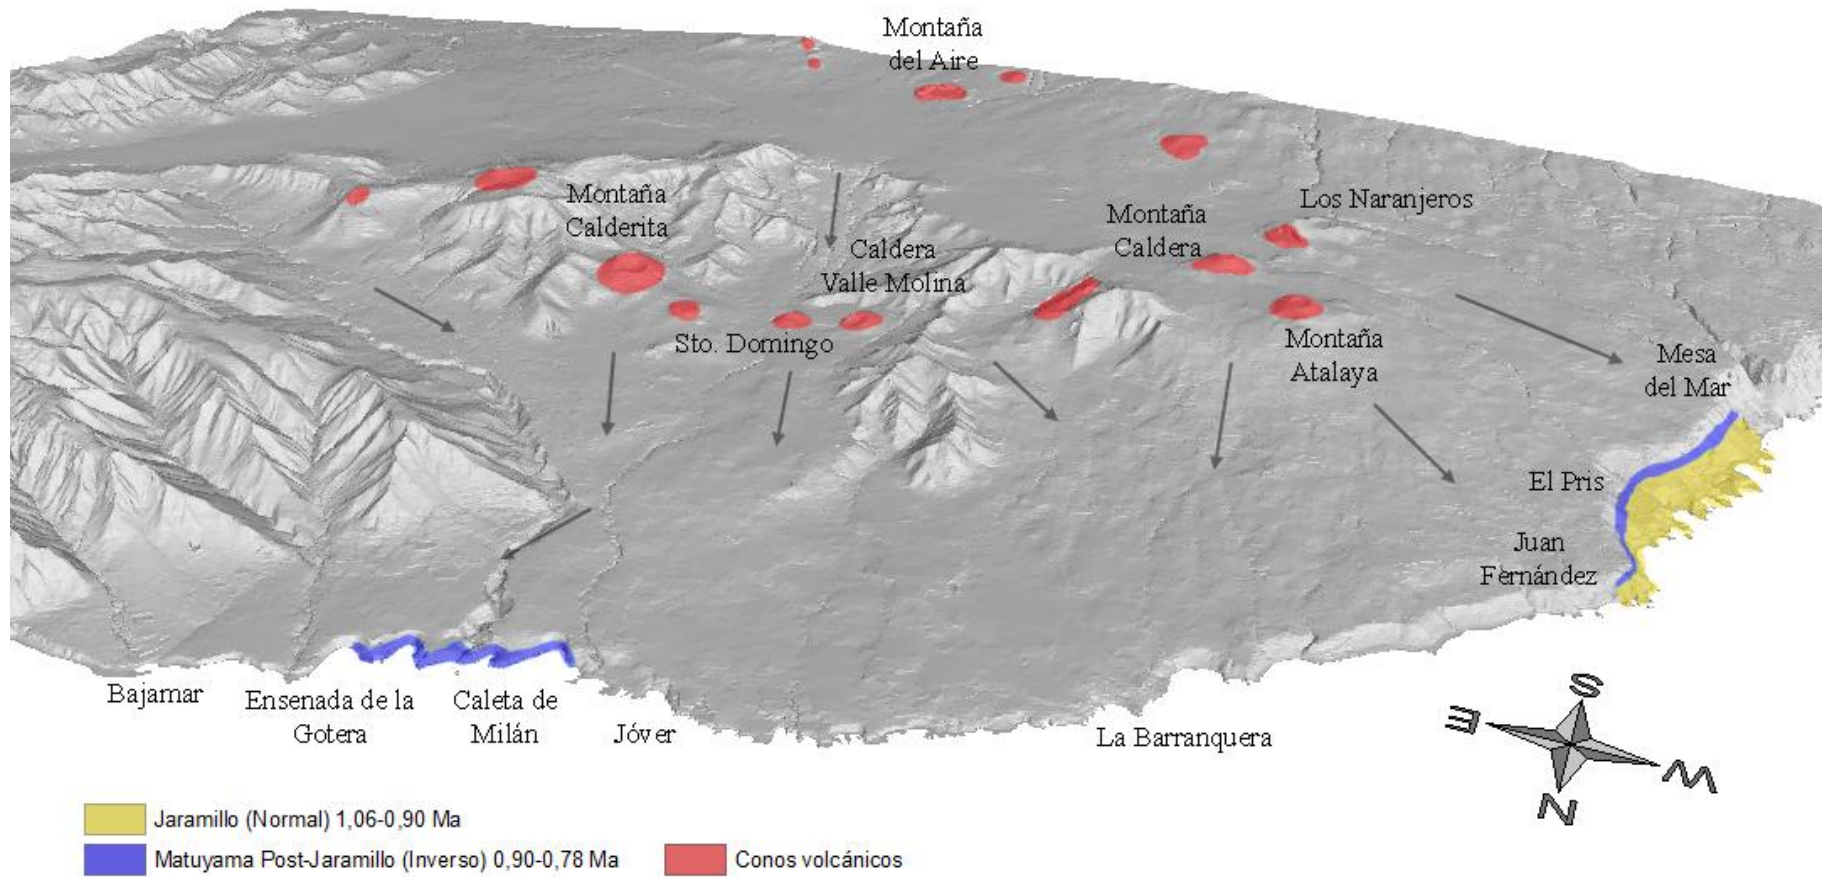 Montaña
del Aire
Montaña
Calderita
Los Naranjeros
Montaña
Caldera
Caldera
Valle Molina
Sto. Domingo
Montaña
Atalaya
Mesa
del Mar
El Pris
Juan
Fernández
Bajamar
Ensenada de la
Gotera
Caleta de
Milán
Jóver
La Barranquera
S
E
W
N
Jaramillo (Normal) 1,06-0,90 Ma
Matuyama Post-Jaramillo (Inverso) 0,90-0,78 Ma
Conos volcánicos